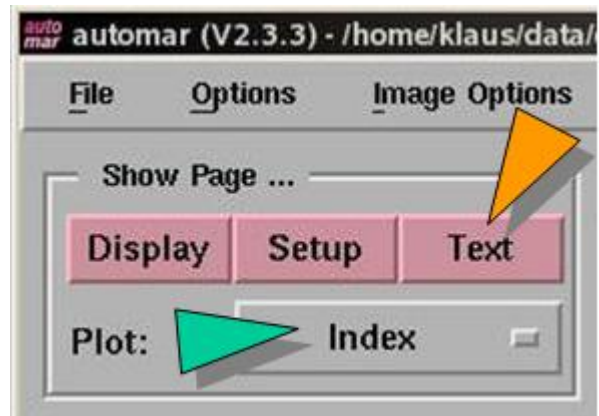 auto mar automar (V2.3.3) - /home/klaus/data/
File Options Image Options
Show Page ...
Display Setup Text
Plot: Index